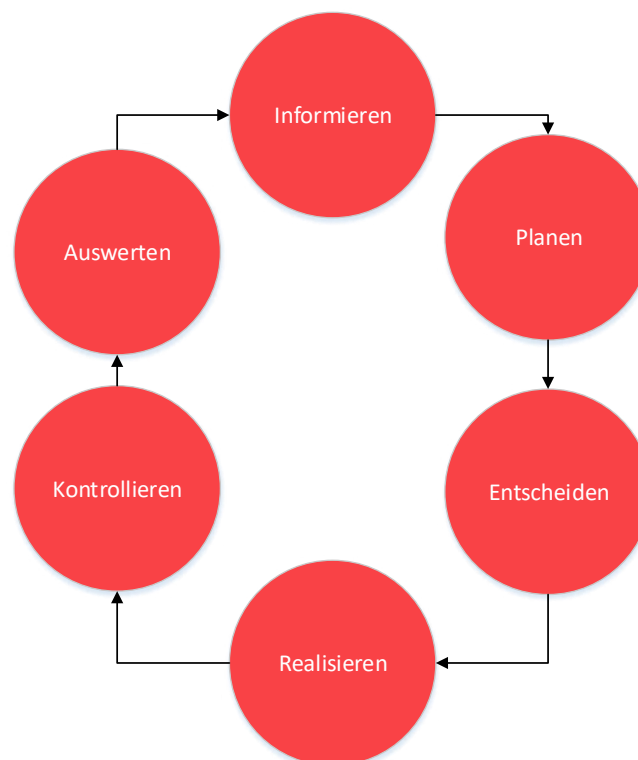 Informieren
Planen
Entscheiden
Realisieren
Kontrollieren
Auswerten